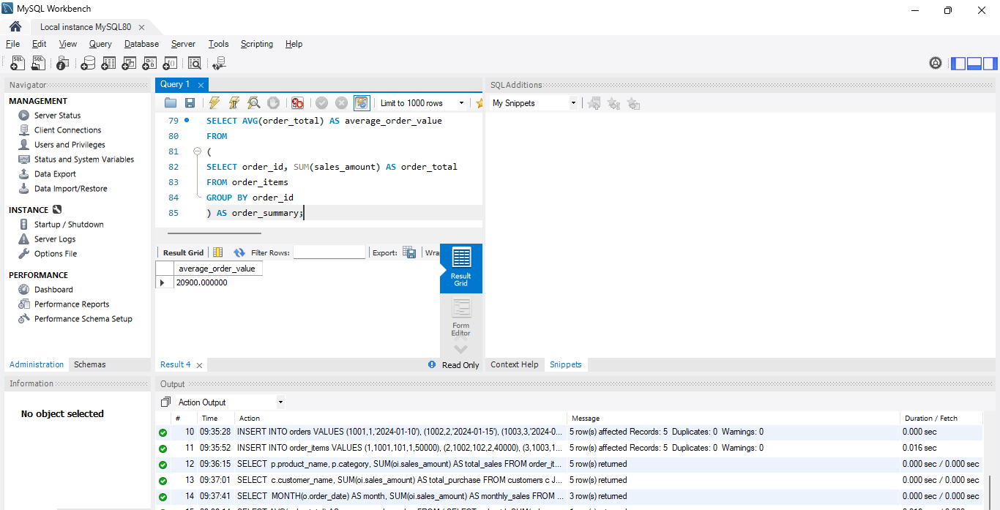 MySQL Workbench
Local instance MySQL80
File Edit View Query Database Server Tools Scripting Help
Navigator
MANAGEMENT
Server Status
Client Connections
Users and Privileges
Status and System Variables
Data Export
Data Import/Restore
INSTANCE
Startup / Shutdown
Server Logs
Options File
PERFORMANCE
Dashboard
Performance Reports
Performance Schema Setup
Administration Schemas
Information
No object selected
Query 1
Limit to 1000 rows
79 SELECT AVG(order_total) AS average_order_value
80 FROM
81 (
82 SELECT order_id, SUM(sales_amount) AS order_total
83 FROM order_items
84 GROUP BY order_id
85 ) AS order_summary;
Result Grid Filter Rows: Export: Wra
average_order_value
20900.000000
Result
Grid
Form
Editor
Result 4 Read Only
SQLAdditions
My Snippets
Context Help Snippets
Output
Action Output
# Time Action Message Duration / Fetch
10 09:35:28 INSERT INTO orders VALUES (1001,1,'2024-01-10'), (1002,2,'2024-01-15'), (1003,3,'2024-0... 5 row(s) affected Records: 5 Duplicates: 0 Warnings: 0 0.000 sec
11 09:35:52 INSERT INTO order_items VALUES (1,1001,101,1,50000), (2,1002,102,2,40000), (3,1003,1... 5 row(s) affected Records: 5 Duplicates: 0 Warnings: 0 0.016 sec
12 09:36:15 SELECT p.product_name, p.category, SUM(oi.sales_amount) AS total_sales FROM order_it... 5 row(s) returned 0.000 sec / 0.000 sec
13 09:37:01 SELECT c.customer_name, SUM(oi.sales_amount) AS total_purchase FROM customers c J... 5 row(s) returned 0.000 sec / 0.000 sec
14 09:37:41 SELECT MONTH(o.order_date) AS month, SUM(oi.sales_amount) AS monthly_sales FROM ... 3 row(s) returned 0.000 sec / 0.000 sec